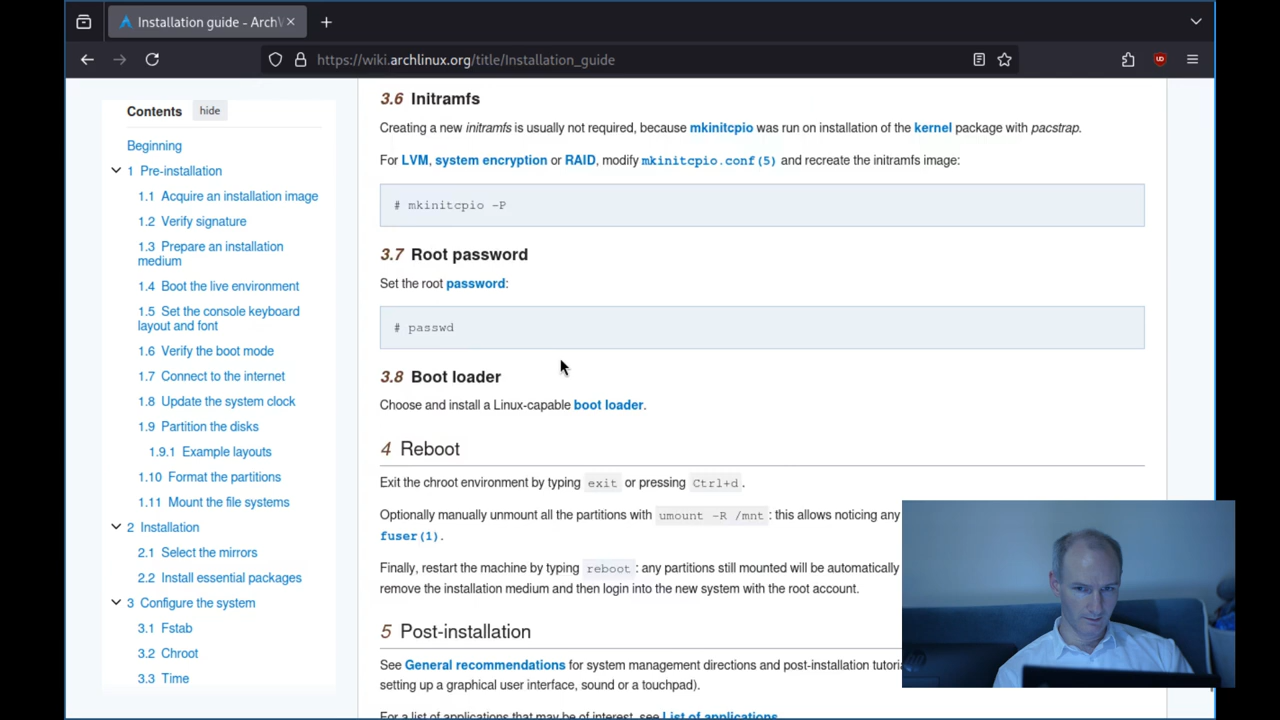 Installation guide - ArchV
https://wiki.archlinux.org/title/Installation_guide
Contents hide
Beginning
1 Pre-installation
1.1 Acquire an installation image
1.2 Verify signature
1.3 Prepare an installation
medium
1.4 Boot the live environment
1.5 Set the console keyboard
layout and font
1.6 Verify the boot mode
1.7 Connect to the internet
1.8 Update the system clock
1.9 Partition the disks
1.9.1 Example layouts
1.10 Format the partitions
1.11 Mount the file systems
2 Installation
2.1 Select the mirrors
2.2 Install essential packages
3 Configure the system
3.1 Fstab
3.2 Chroot
3.3 Time
3.6 Initramfs
Creating a new initramfs is usually not required, because mkinitcpio was run on installation of the kernel package with pacstrap.
For LVM, system encryption or RAID, modify mkinitcpio.conf(5) and recreate the initramfs image:
# mkinitcpio -P
3.7 Root password
Set the root password:
# passwd
3.8 Boot loader
Choose and install a Linux-capable boot loader.
4 Reboot
Exit the chroot environment by typing exit or pressing Ctrl+d.
Optionally manually unmount all the partitions with umount -R /mnt: this allows noticing any
fuser(1).
Finally, restart the machine by typing reboot: any partitions still mounted will be automatically
remove the installation medium and then login into the new system with the root account.
5 Post-installation
See General recommendations for system management directions and post-installation tutoria
setting up a graphical user interface, sound or a touchpad).
For a list of applications that may be of interest, see List of applications.